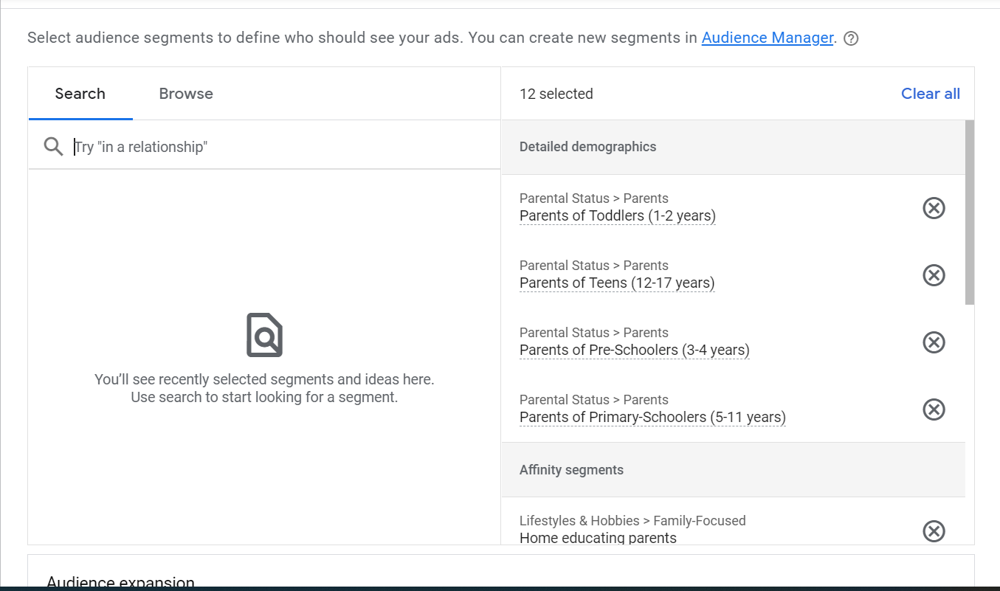 Select audience segments to define who should see your ads. You can create new segments in Audience Manager.
Search
Browse
Try "in a relationship"
You’ll see recently selected segments and ideas here.
Use search to start looking for a segment.
12 selected
Clear all
Detailed demographics
Parental Status > Parents
Parents of Toddlers (1-2 years)
Parental Status > Parents
Parents of Teens (12-17 years)
Parental Status > Parents
Parents of Pre-Schoolers (3-4 years)
Parental Status > Parents
Parents of Primary-Schoolers (5-11 years)
Affinity segments
Lifestyles & Hobbies > Family-Focused
Home educating parents
Audience expansion